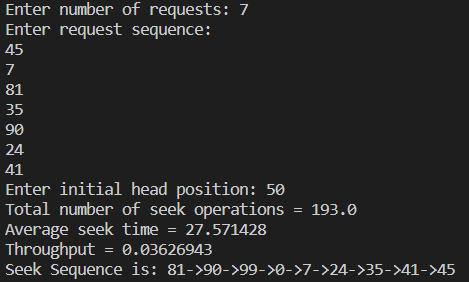 Enter number of requests: 7
Enter request sequence:
45
7
81
35
90
24
41
Enter initial head position: 50
Total number of seek operations = 193.0
Average seek time = 27.571428
Throughput = 0.03626943
Seek Sequence is: 81->90->99->0->7->24->35->41->45